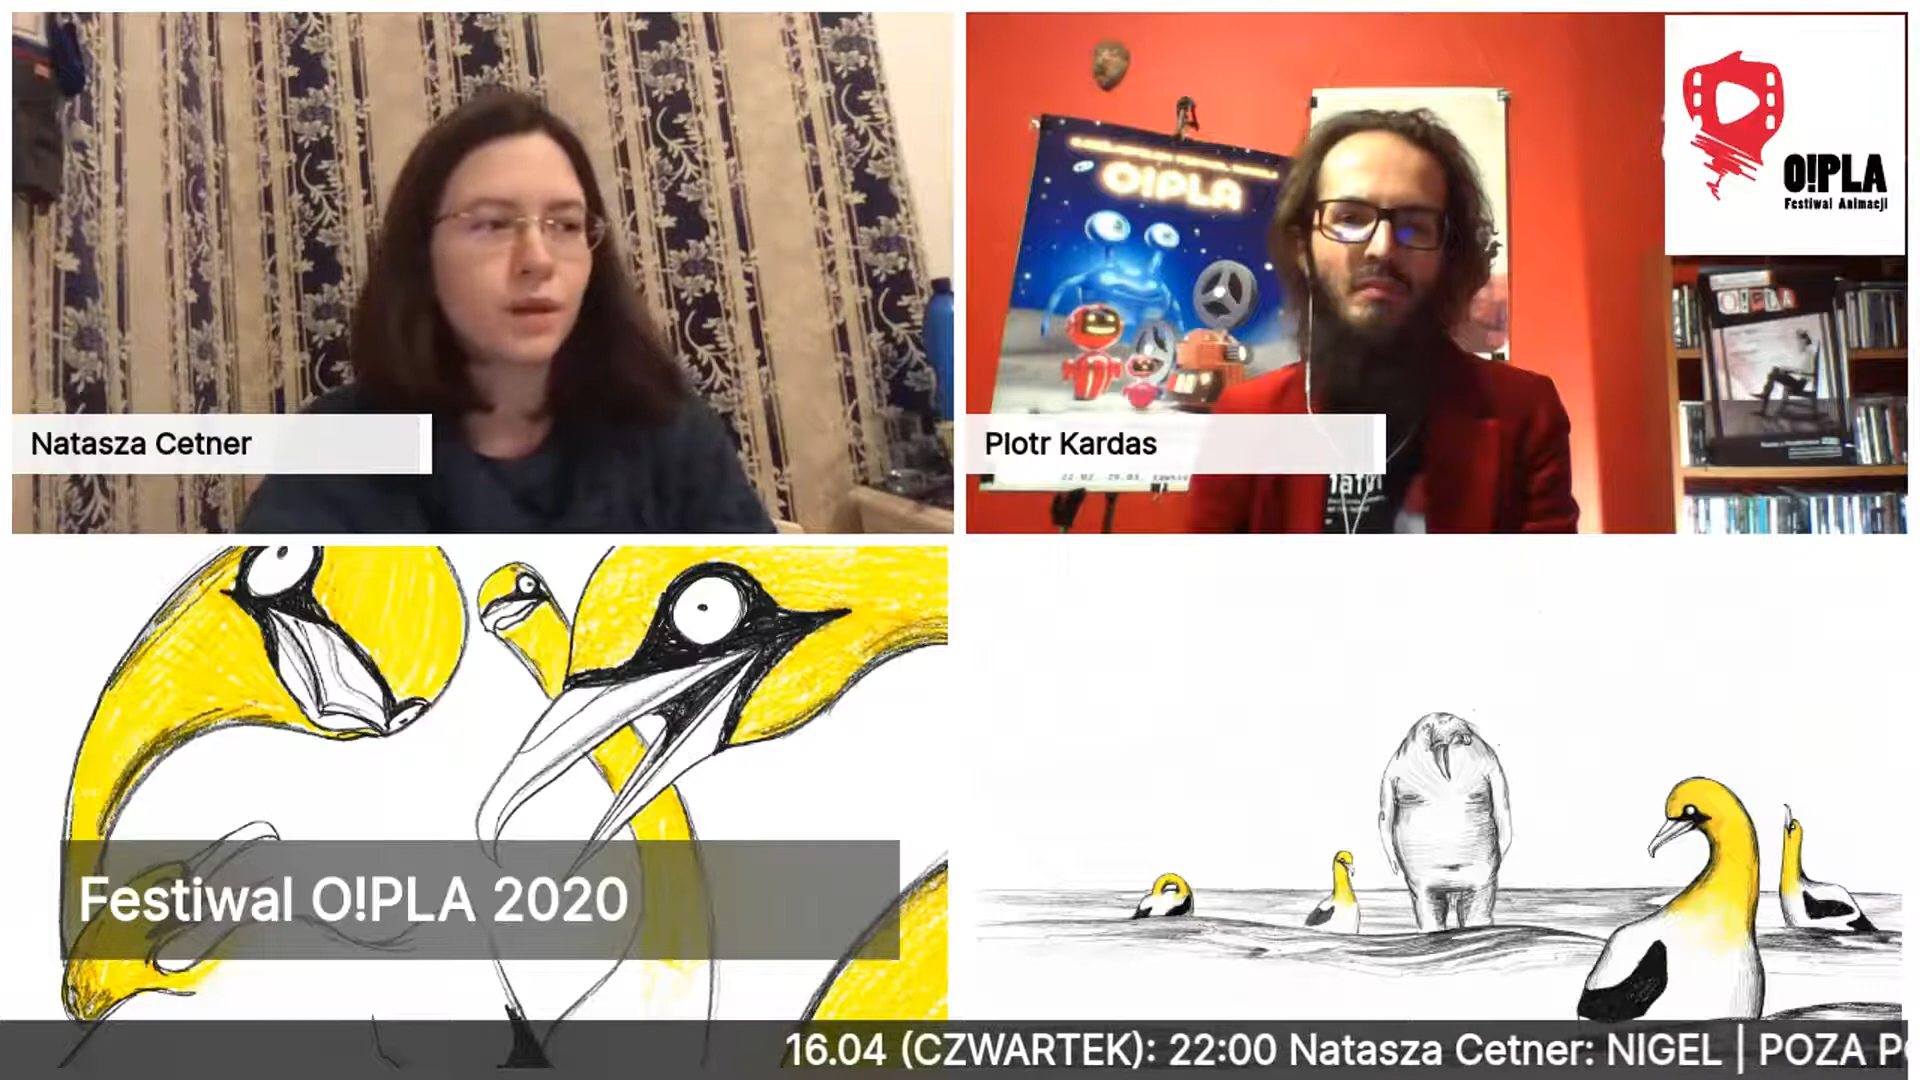 Natasza Cetner
Piotr Kardas
O!PLA
Festiwal Animacji
O!PLA
O!PLA
Festiwal O!PLA 2020
16.04 (CZWARTEK): 22:00 Natasza Cetner: NIGEL | POZA